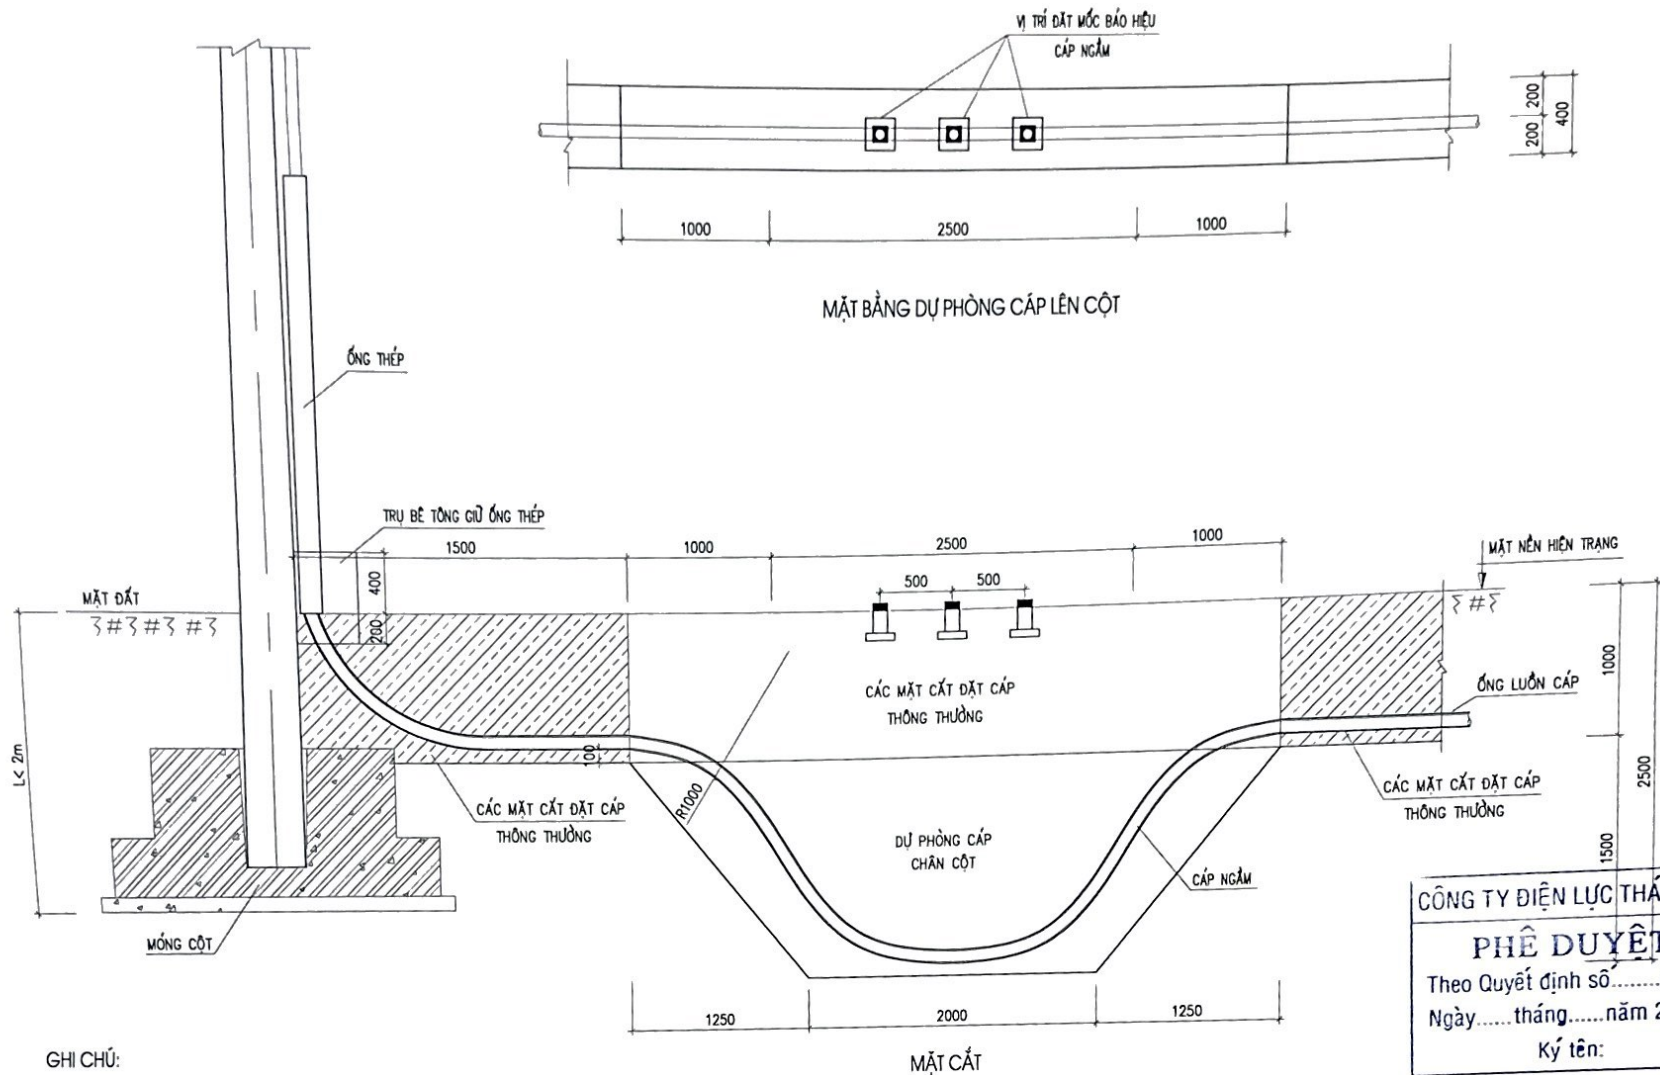 VỊ TRÍ ĐẶT MỐC BÁO HIỆU
CÁP NGẦM
200
200
400
1000
2500
1000
MẶT BẰNG DỰ PHÒNG CÁP LÊN CỘT
ỐNG THÉP
TRỤ BÊ TÔNG GIỮ ỐNG THÉP
1500
1000
2500
1000
MẶT NỀN HIỆN TRẠNG
MẶT ĐẤT
400
200
500
500
1000
2500
CÁC MẶT CẮT ĐẶT CÁP
THÔNG THƯỜNG
ỐNG LUỒN CÁP
L< 2m
100
R1000
CÁC MẶT CẮT ĐẶT CÁP
THÔNG THƯỜNG
CÁC MẶT CẮT ĐẶT CÁP
THÔNG THƯỜNG
DỰ PHÒNG CÁP
CHÂN CỘT
1500
CÁP NGẦM
MÓNG CỘT
CÔNG TY ĐIỆN LỰC
PHÊ DUYỆT
Theo Quyết định số.........
Ngày......tháng......năm 2
Ký tên:
1250
2000
1250
GHI CHÚ:
MẶT CẮT